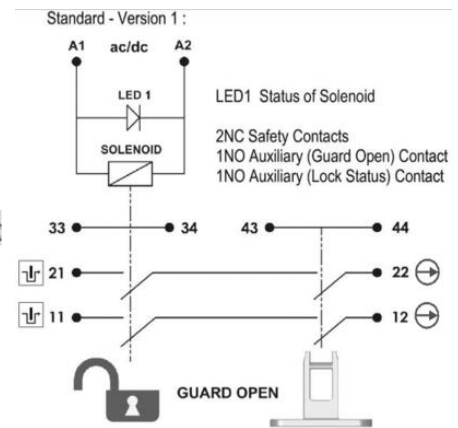 Standard - Version 1 :
A1 ac/dc A2
LED 1
LED1 Status of Solenoid
SOLENOID
2NC Safety Contacts
1NO Auxiliary (Guard Open) Contact
1NO Auxiliary (Lock Status) Contact
33 34 43 44
21 22
11 12
GUARD OPEN